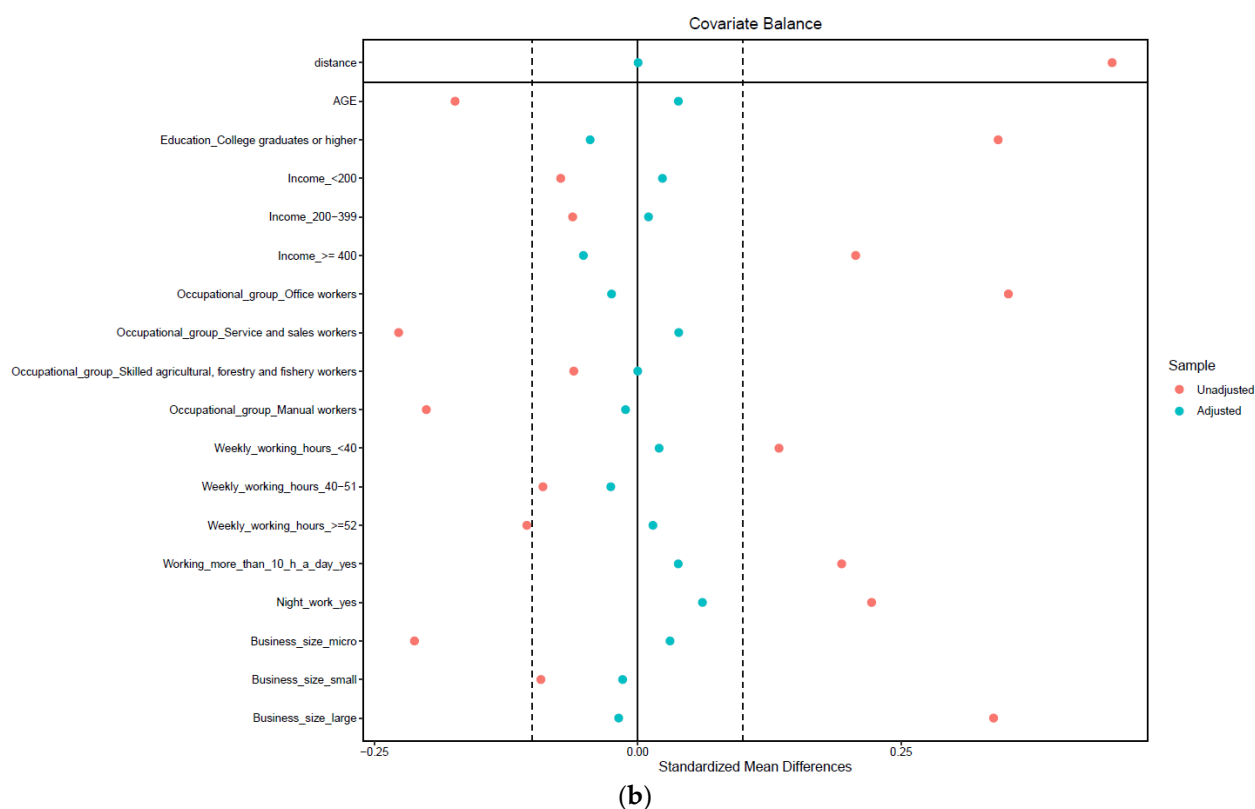 Covariate Balance
distance
AGE
Education_College graduates or higher
Income_<200
Income_200−399
Income_>= 400
Occupational_group_Office workers
Occupational_group_Service and sales workers
Occupational_group_Skilled agricultural, forestry and fishery workers
Occupational_group_Manual workers
Weekly_working_hours_<40
Weekly_working_hours_40−51
Weekly_working_hours_>=52
Working_more_than_10_h_a_day_yes
Night_work_yes
Business_size_micro
Business_size_small
Business_size_large
Sample
Unadjusted
Adjusted
−0.25 0.00 0.25
Standardized Mean Differences
(b)